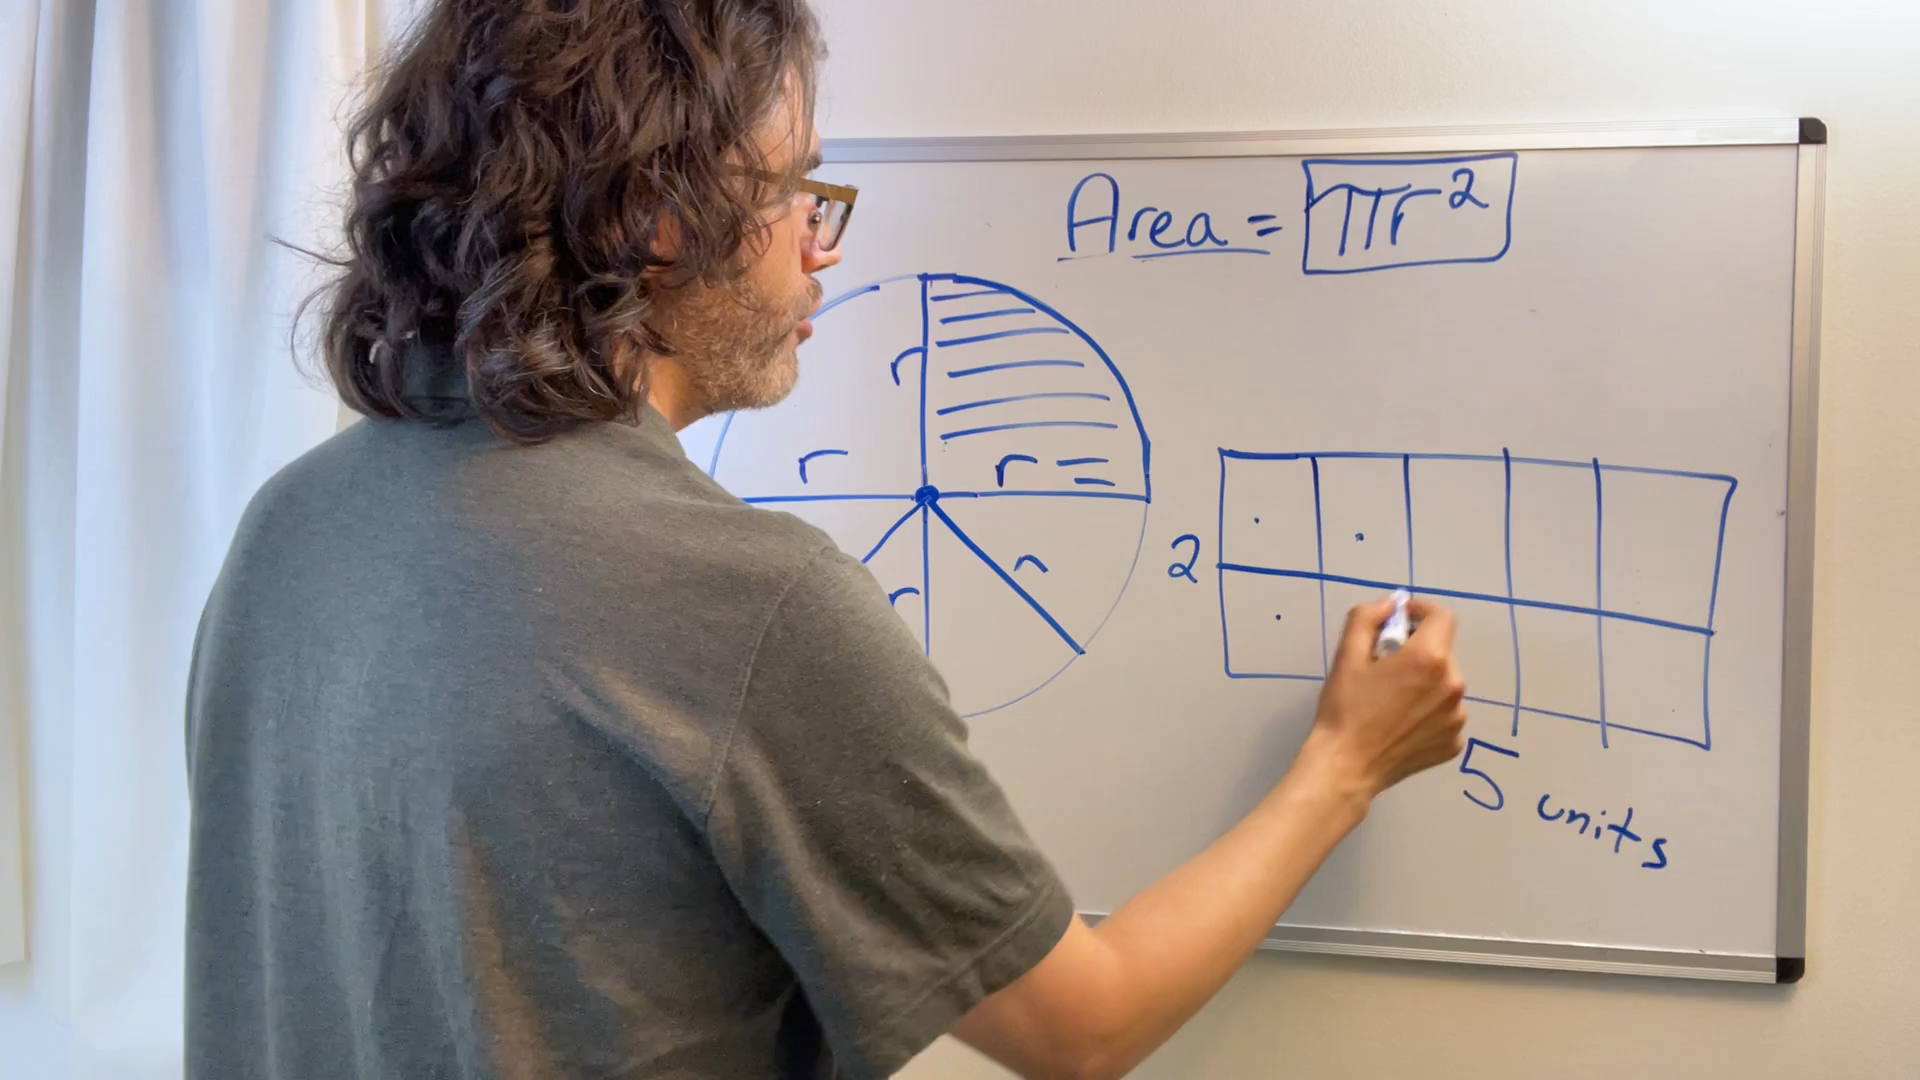 Area = πr²
r
r
r =
r
r
2
5 units